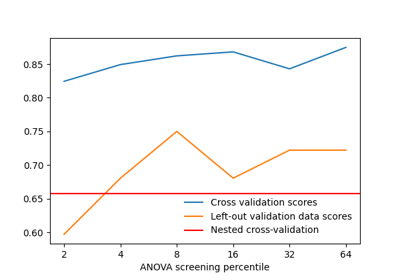 0.85
0.80
0.75
0.70
0.65
0.60
Cross validation scores
Left-out validation data scores
Nested cross-validation
2 4 8 16 32 64
ANOVA screening percentile